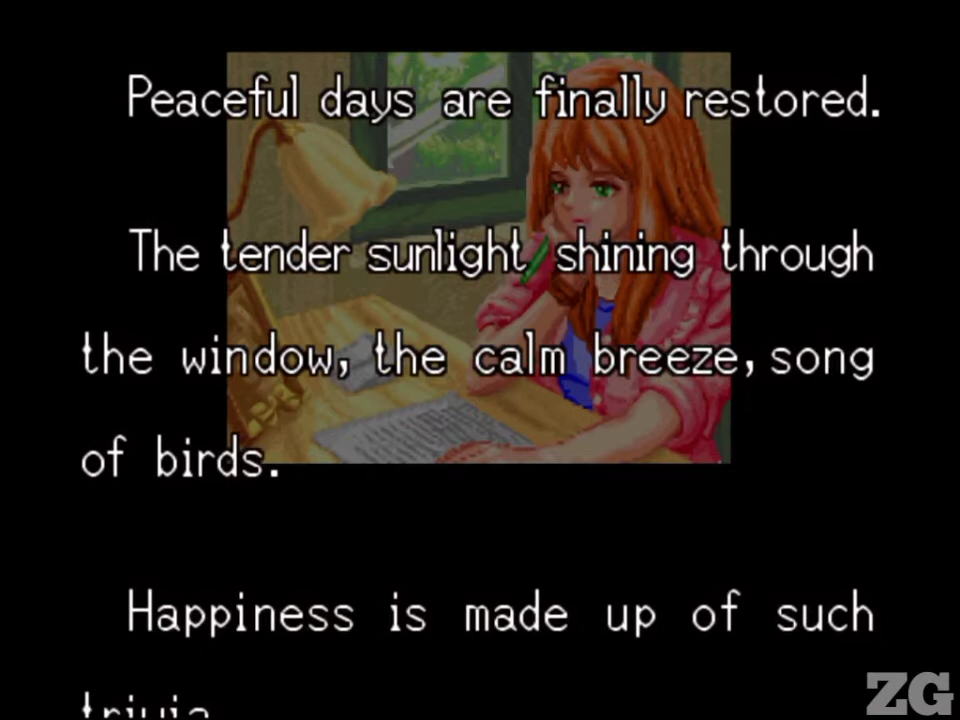 Peaceful days are finally restored.
The tender sunlight shining through
the window, the calm breeze, song
of birds.
Happiness is made up of such
trivia
ZG